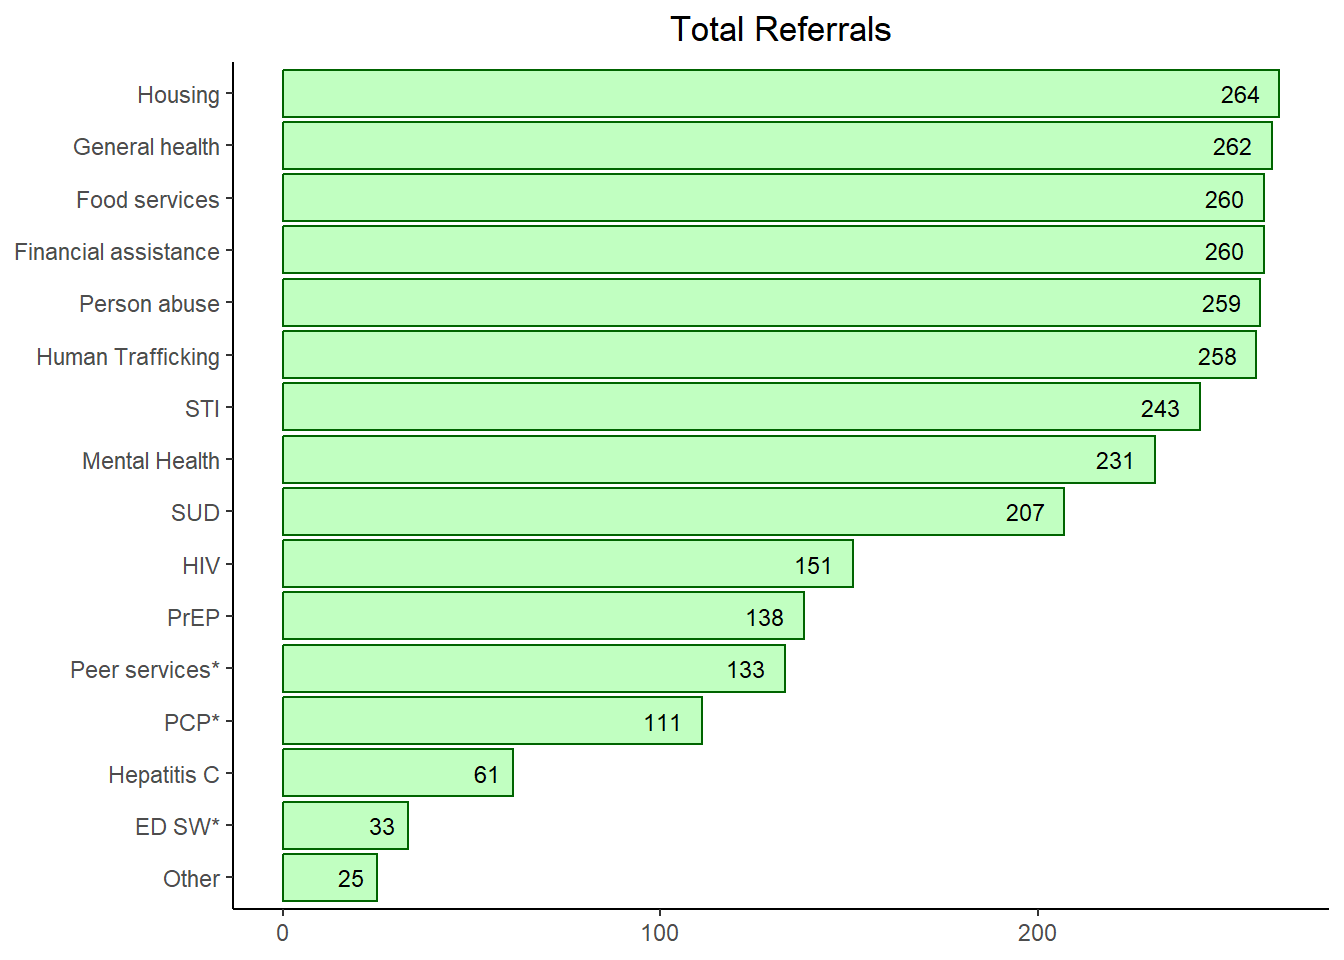 Total Referrals
Housing 264
General health 262
Food services 260
Financial assistance 260
Person abuse 259
Human Trafficking 258
STI 243
Mental Health 231
SUD 207
HIV 151
PrEP 138
Peer services* 133
PCP* 111
Hepatitis C 61
ED SW* 33
Other 25
0 100 200